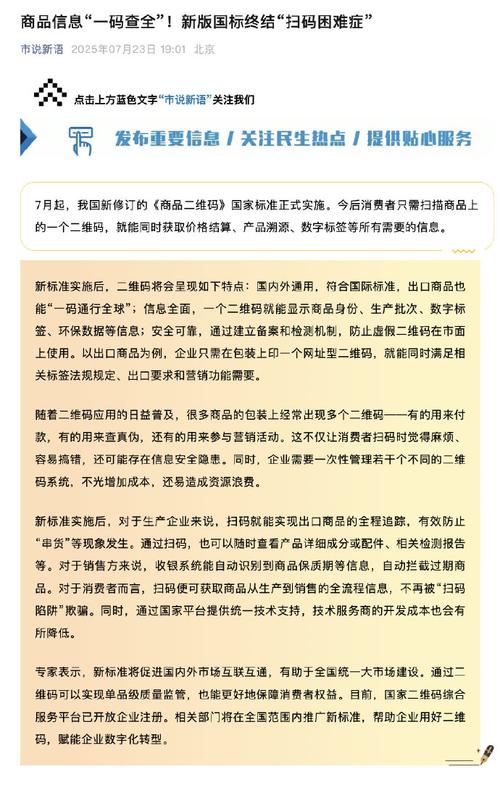 商品信息“一码查全”！新版国标终结“扫码困难症”
市说新语 2025年07月23日 19:01 北京
点击上方蓝色文字“市说新语”关注我们
发布重要信息 / 关注民生热点 / 提供贴心服务
7月起，我国新修订的《商品二维码》国家标准正式实施。今后消费者只需扫描商品上
的一个二维码，就能同时获取价格结算、产品溯源、数字标签等所有需要的信息。
新标准实施后，二维码将会呈现如下特点：国内外通用，符合国际标准，出口商品也
能“一码通行全球”；信息全面，一个二维码就能显示商品身份、生产批次、数字标
签、环保数据等信息；安全可靠，通过建立备案和检测机制，防止虚假二维码在市面
上使用。以出口商品为例，企业只需在包装上印一个网址型二维码，就能同时满足相
关标签法规规定、出口要求和营销功能需要。
随着二维码应用的日益普及，很多商品的包装上经常出现多个二维码——有的用来付
款，有的用来查真伪，还有的用来参与营销活动。这不仅让消费者扫码时觉得麻烦、
容易搞错，还可能存在信息安全隐患。同时，企业需要一次性管理若干个不同的二维
码系统，不光增加成本，还易造成资源浪费。
新标准实施后，对于生产企业来说，扫码就能实现出口商品的全程追踪，有效防止
“串货”等现象发生。通过扫码，也可以随时查看产品详细成分或配件、相关检测报告
等。对于销售方来说，收银系统能自动识别到商品保质期等信息，自动拦截过期商
品。对于消费者而言，扫码便可获取商品从生产到销售的全流程信息，不再被“扫码
陷阱”欺骗。同时，通过国家平台提供统一技术支持，技术服务商的开发成本也会有
所降低。
专家表示，新标准将促进国内外市场互联互通，有助于全国统一大市场建设。通过二
维码可以实现单品级质量监管，也能更好地保障消费者权益。目前，国家二维码综合
服务平台已开放企业注册。相关部门将在全国范围内推广新标准，帮助企业用好二维
码，赋能企业数字化转型。